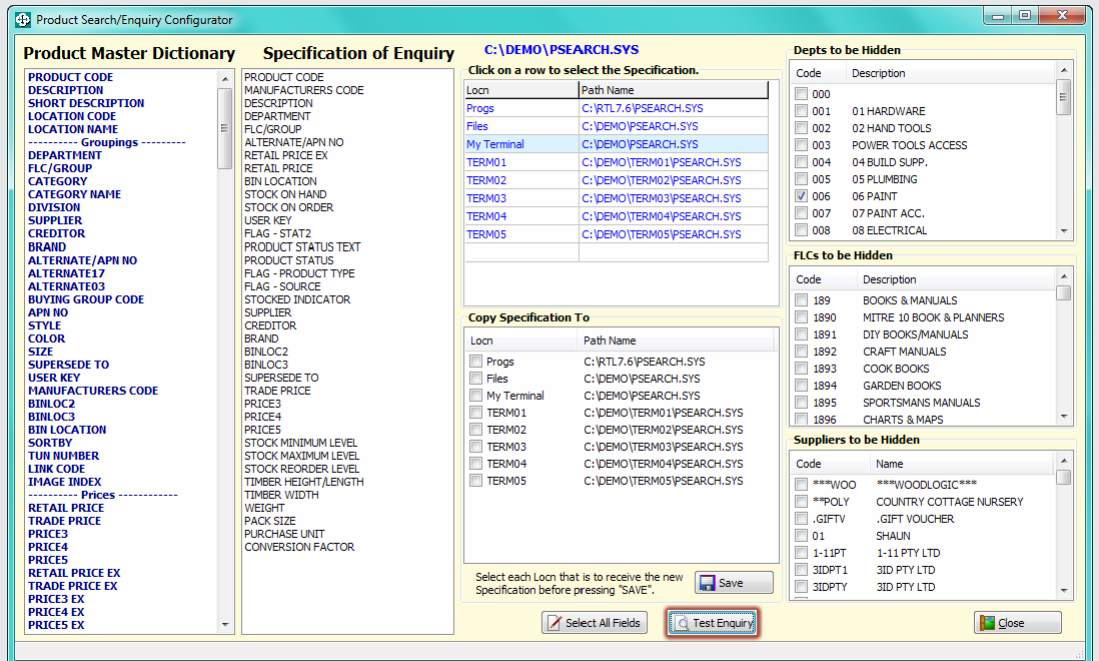 Product Search/Enquiry Configurator
Product Master Dictionary
PRODUCT CODE
DESCRIPTION
SHORT DESCRIPTION
LOCATION CODE
LOCATION NAME
---------- Groupings ---------
DEPARTMENT
FLC/GROUP
CATEGORY
CATEGORY NAME
DIVISION
SUPPLIER
CREDITOR
BRAND
ALTERNATE/APN NO
ALTERNATE17
ALTERNATE03
BUYING GROUP CODE
APN NO
STYLE
COLOR
SIZE
SUPERSEDE TO
USER KEY
MANUFACTURERS CODE
BINLOC2
BINLOC3
BIN LOCATION
SORTBY
TUN NUMBER
LINK CODE
IMAGE INDEX
---------- Prices ------------
RETAIL PRICE
TRADE PRICE
PRICE3
PRICE4
PRICE5
RETAIL PRICE EX
TRADE PRICE EX
PRICE3 EX
PRICE4 EX
PRICE5 EX
Specification of Enquiry
PRODUCT CODE
MANUFACTURERS CODE
DESCRIPTION
DEPARTMENT
FLC/GROUP
ALTERNATE/APN NO
RETAIL PRICE EX
RETAIL PRICE
BIN LOCATION
STOCK ON HAND
STOCK ON ORDER
USER KEY
FLAG - STAT2
PRODUCT STATUS TEXT
PRODUCT STATUS
FLAG - PRODUCT TYPE
FLAG - SOURCE
STOCKED INDICATOR
SUPPLIER
CREDITOR
BRAND
BINLOC2
BINLOC3
SUPERSEDE TO
TRADE PRICE
PRICE3
PRICE4
PRICE5
STOCK MINIMUM LEVEL
STOCK MAXIMUM LEVEL
STOCK REORDER LEVEL
TIMBER HEIGHT/LENGTH
TIMBER WIDTH
WEIGHT
PACK SIZE
PURCHASE UNIT
CONVERSION FACTOR
C:\DEMO\PSEARCH.SYS
Click on a row to select the Specification.
Locn Path Name
Progs C:\RTL7.6\PSEARCH.SYS
Files C:\DEMO\PSEARCH.SYS
My Terminal C:\DEMO\PSEARCH.SYS
TERM01 C:\DEMO\TERM01\PSEARCH.SYS
TERM02 C:\DEMO\TERM02\PSEARCH.SYS
TERM03 C:\DEMO\TERM03\PSEARCH.SYS
TERM04 C:\DEMO\TERM04\PSEARCH.SYS
TERM05 C:\DEMO\TERM05\PSEARCH.SYS
Copy Specification To
Locn Path Name
Progs C:\RTL7.6\PSEARCH.SYS
Files C:\DEMO\PSEARCH.SYS
My Terminal C:\DEMO\PSEARCH.SYS
TERM01 C:\DEMO\TERM01\PSEARCH.SYS
TERM02 C:\DEMO\TERM02\PSEARCH.SYS
TERM03 C:\DEMO\TERM03\PSEARCH.SYS
TERM04 C:\DEMO\TERM04\PSEARCH.SYS
TERM05 C:\DEMO\TERM05\PSEARCH.SYS
Select each Locn that is to receive the new
Specification before pressing "SAVE".
Save
Select All Fields
Test Enquiry
Depts to be Hidden
Code Description
000
001 01 HARDWARE
002 02 HAND TOOLS
003 POWER TOOLS ACCESS
004 04 BUILD SUPP.
005 05 PLUMBING
006 06 PAINT
007 07 PAINT ACC.
008 08 ELECTRICAL
FLCs to be Hidden
Code Description
189 BOOKS & MANUALS
1890 MITRE 10 BOOK & PLANNERS
1891 DIY BOOKS/MANUALS
1892 CRAFT MANUALS
1893 COOK BOOKS
1894 GARDEN BOOKS
1895 SPORTSMANS MANUALS
1896 CHARTS & MAPS
Suppliers to be Hidden
Code Name
***WOO ***WOODLOGIC***
**POLY COUNTRY COTTAGE NURSERY
.GIFTV .GIFT VOUCHER
01 SHAUN
1-11PT 1-11 PTY LTD
3IDPT1 3ID PTY LTD
3IDPTY 3ID PTY LTD
Close